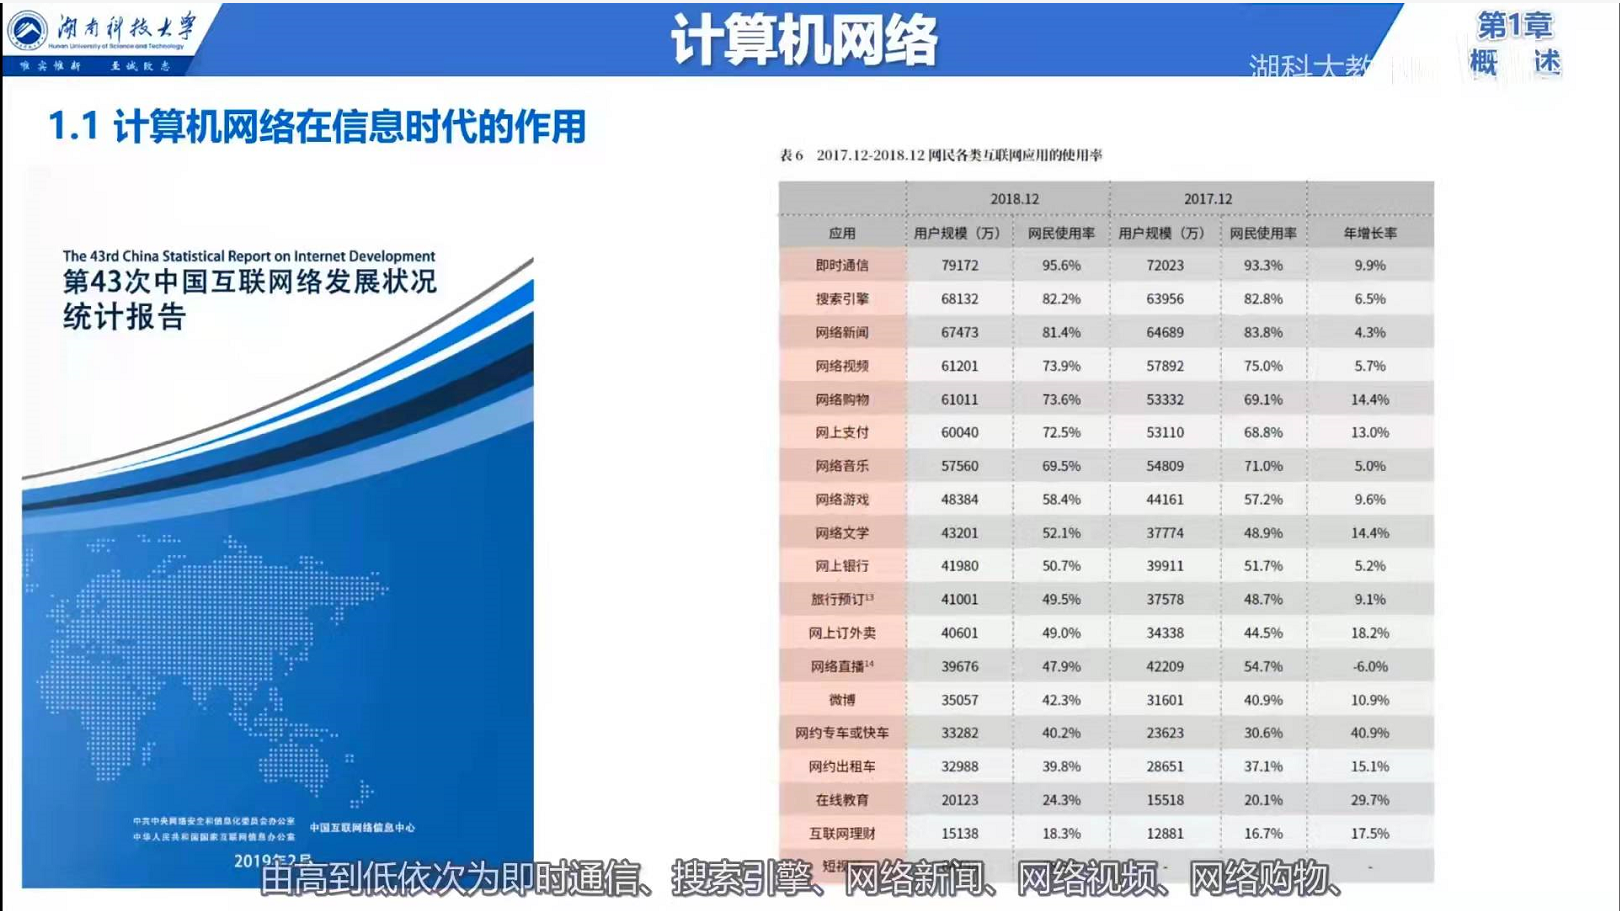 湖南科技大学
Hunan University of Science and Technology
唯实惟新 至诚致志
计算机网络
第1章
概 述
湖科大教
1.1 计算机网络在信息时代的作用
The 43rd China Statistical Report on Internet Development
第43次中国互联网络发展状况
统计报告
中共中央网络安全和信息化委员会办公室
中华人民共和国国家互联网信息办公室
中国互联网络信息中心
2019年2月
表 6 2017.12-2018.12 网民各类互联网应用的使用率
2018.12 2017.12
应用 用户规模（万） 网民使用率 用户规模（万） 网民使用率 年增长率
即时通信 79172 95.6% 72023 93.3% 9.9%
搜索引擎 68132 82.2% 63956 82.8% 6.5%
网络新闻 67473 81.4% 64689 83.8% 4.3%
网络视频 61201 73.9% 57892 75.0% 5.7%
网络购物 61011 73.6% 53332 69.1% 14.4%
网上支付 60040 72.5% 53110 68.8% 13.0%
网络音乐 57560 69.5% 54809 71.0% 5.0%
网络游戏 48384 58.4% 44161 57.2% 9.6%
网络文学 43201 52.1% 37774 48.9% 14.4%
网上银行 41980 50.7% 39911 51.7% 5.2%
旅行预订13 41001 49.5% 37578 48.7% 9.1%
网上订外卖 40601 49.0% 34338 44.5% 18.2%
网络直播14 39676 47.9% 42209 54.7% -6.0%
微博 35057 42.3% 31601 40.9% 10.9%
网约专车或快车 33282 40.2% 23623 30.6% 40.9%
网约出租车 32988 39.8% 28651 37.1% 15.1%
在线教育 20123 24.3% 15518 20.1% 29.7%
互联网理财 15138 18.3% 12881 16.7% 17.5%
短视 - -
由高到低依次为即时通信、搜索引擎、网络新闻、网络视频、网络购物、